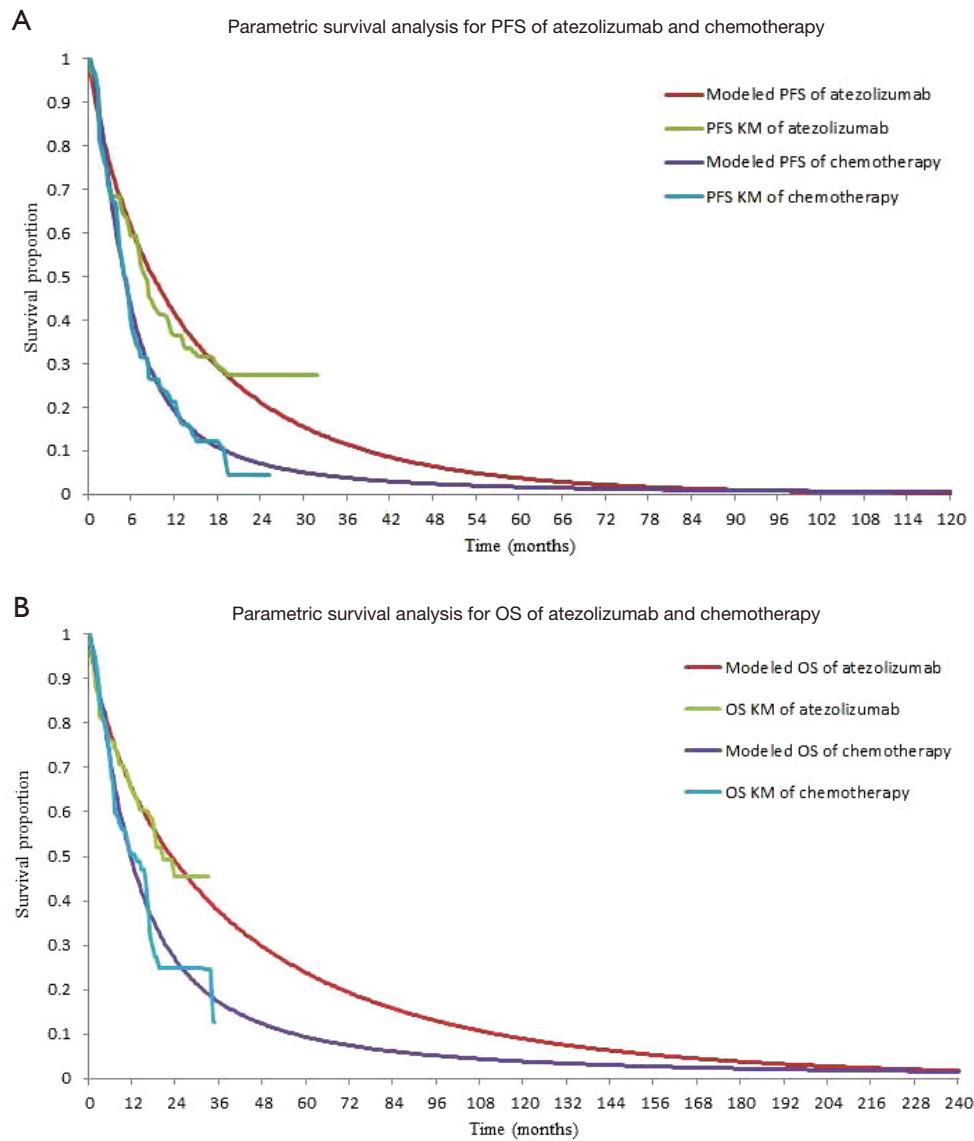 A
Parametric survival analysis for PFS of atezolizumab and chemotherapy
1
0.9
0.8
0.7
0.6
0.5
0.4
0.3
0.2
0.1
0
Survival proportion
Modeled PFS of atezolizumab
PFS KM of atezolizumab
Modeled PFS of chemotherapy
PFS KM of chemotherapy
0 6 12 18 24 30 36 42 48 54 60 66 72 78 84 90 96 102 108 114 120
Time (months)
B
Parametric survival analysis for OS of atezolizumab and chemotherapy
1
0.9
0.8
0.7
0.6
0.5
0.4
0.3
0.2
0.1
0
Survival proportion
Modeled OS of atezolizumab
OS KM of atezolizumab
Modeled OS of chemotherapy
OS KM of chemotherapy
0 12 24 36 48 60 72 84 96 108 120 132 144 156 168 180 192 204 216 228 240
Time (months)